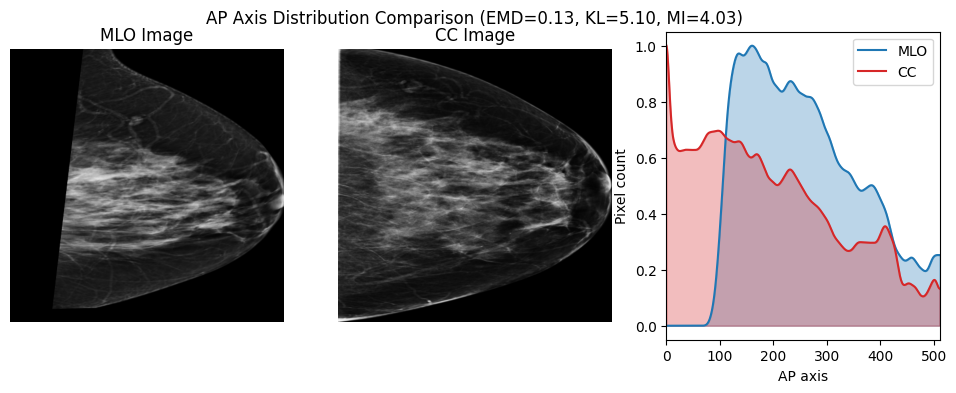 AP Axis Distribution Comparison (EMD=0.13, KL=5.10, MI=4.03)
MLO Image
CC Image
MLO
CC
Pixel count
1.0
0.8
0.6
0.4
0.2
0.0
0 100 200 300 400 500
AP axis